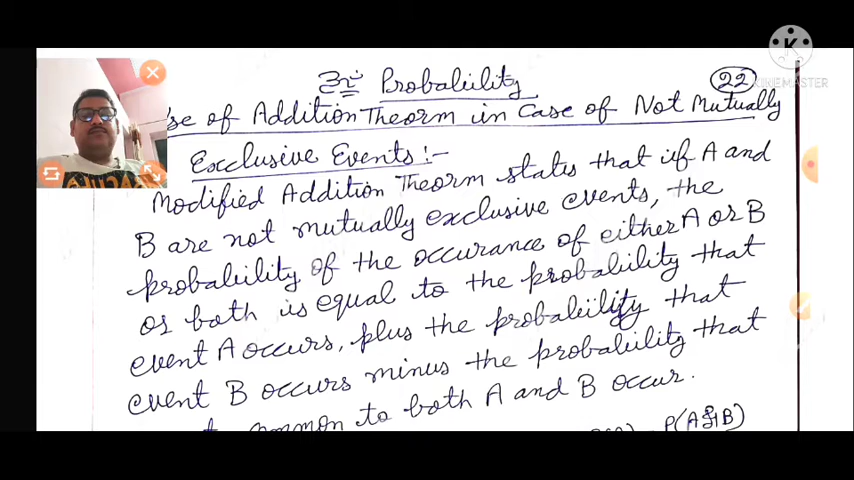 Probability
22
KINEMASTER
se of Addition Theorm in Case of Not Mutually
Exclusive Events :-
Modified Addition Theorm states that if A and
B are not mutually exclusive events, the
probability of the occurance of either A or B
or both is equal to the probability that
event A occurs, plus the probability that
event B occurs minus the probability that
common to both A and B occur.
P(A B)